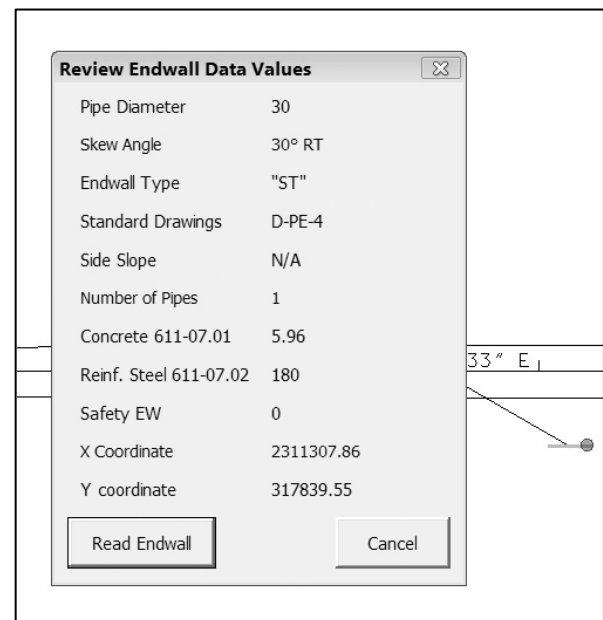 Review Endwall Data Values
Pipe Diameter 30
Skew Angle 30° RT
Endwall Type "ST"
Standard Drawings D-PE-4
Side Slope N/A
Number of Pipes 1
Concrete 611-07.01 5.96
33" E
Reinf. Steel 611-07.02 180
Safety EW 0
X Coordinate 2311307.86
Y coordinate 317839.55
Read Endwall Cancel